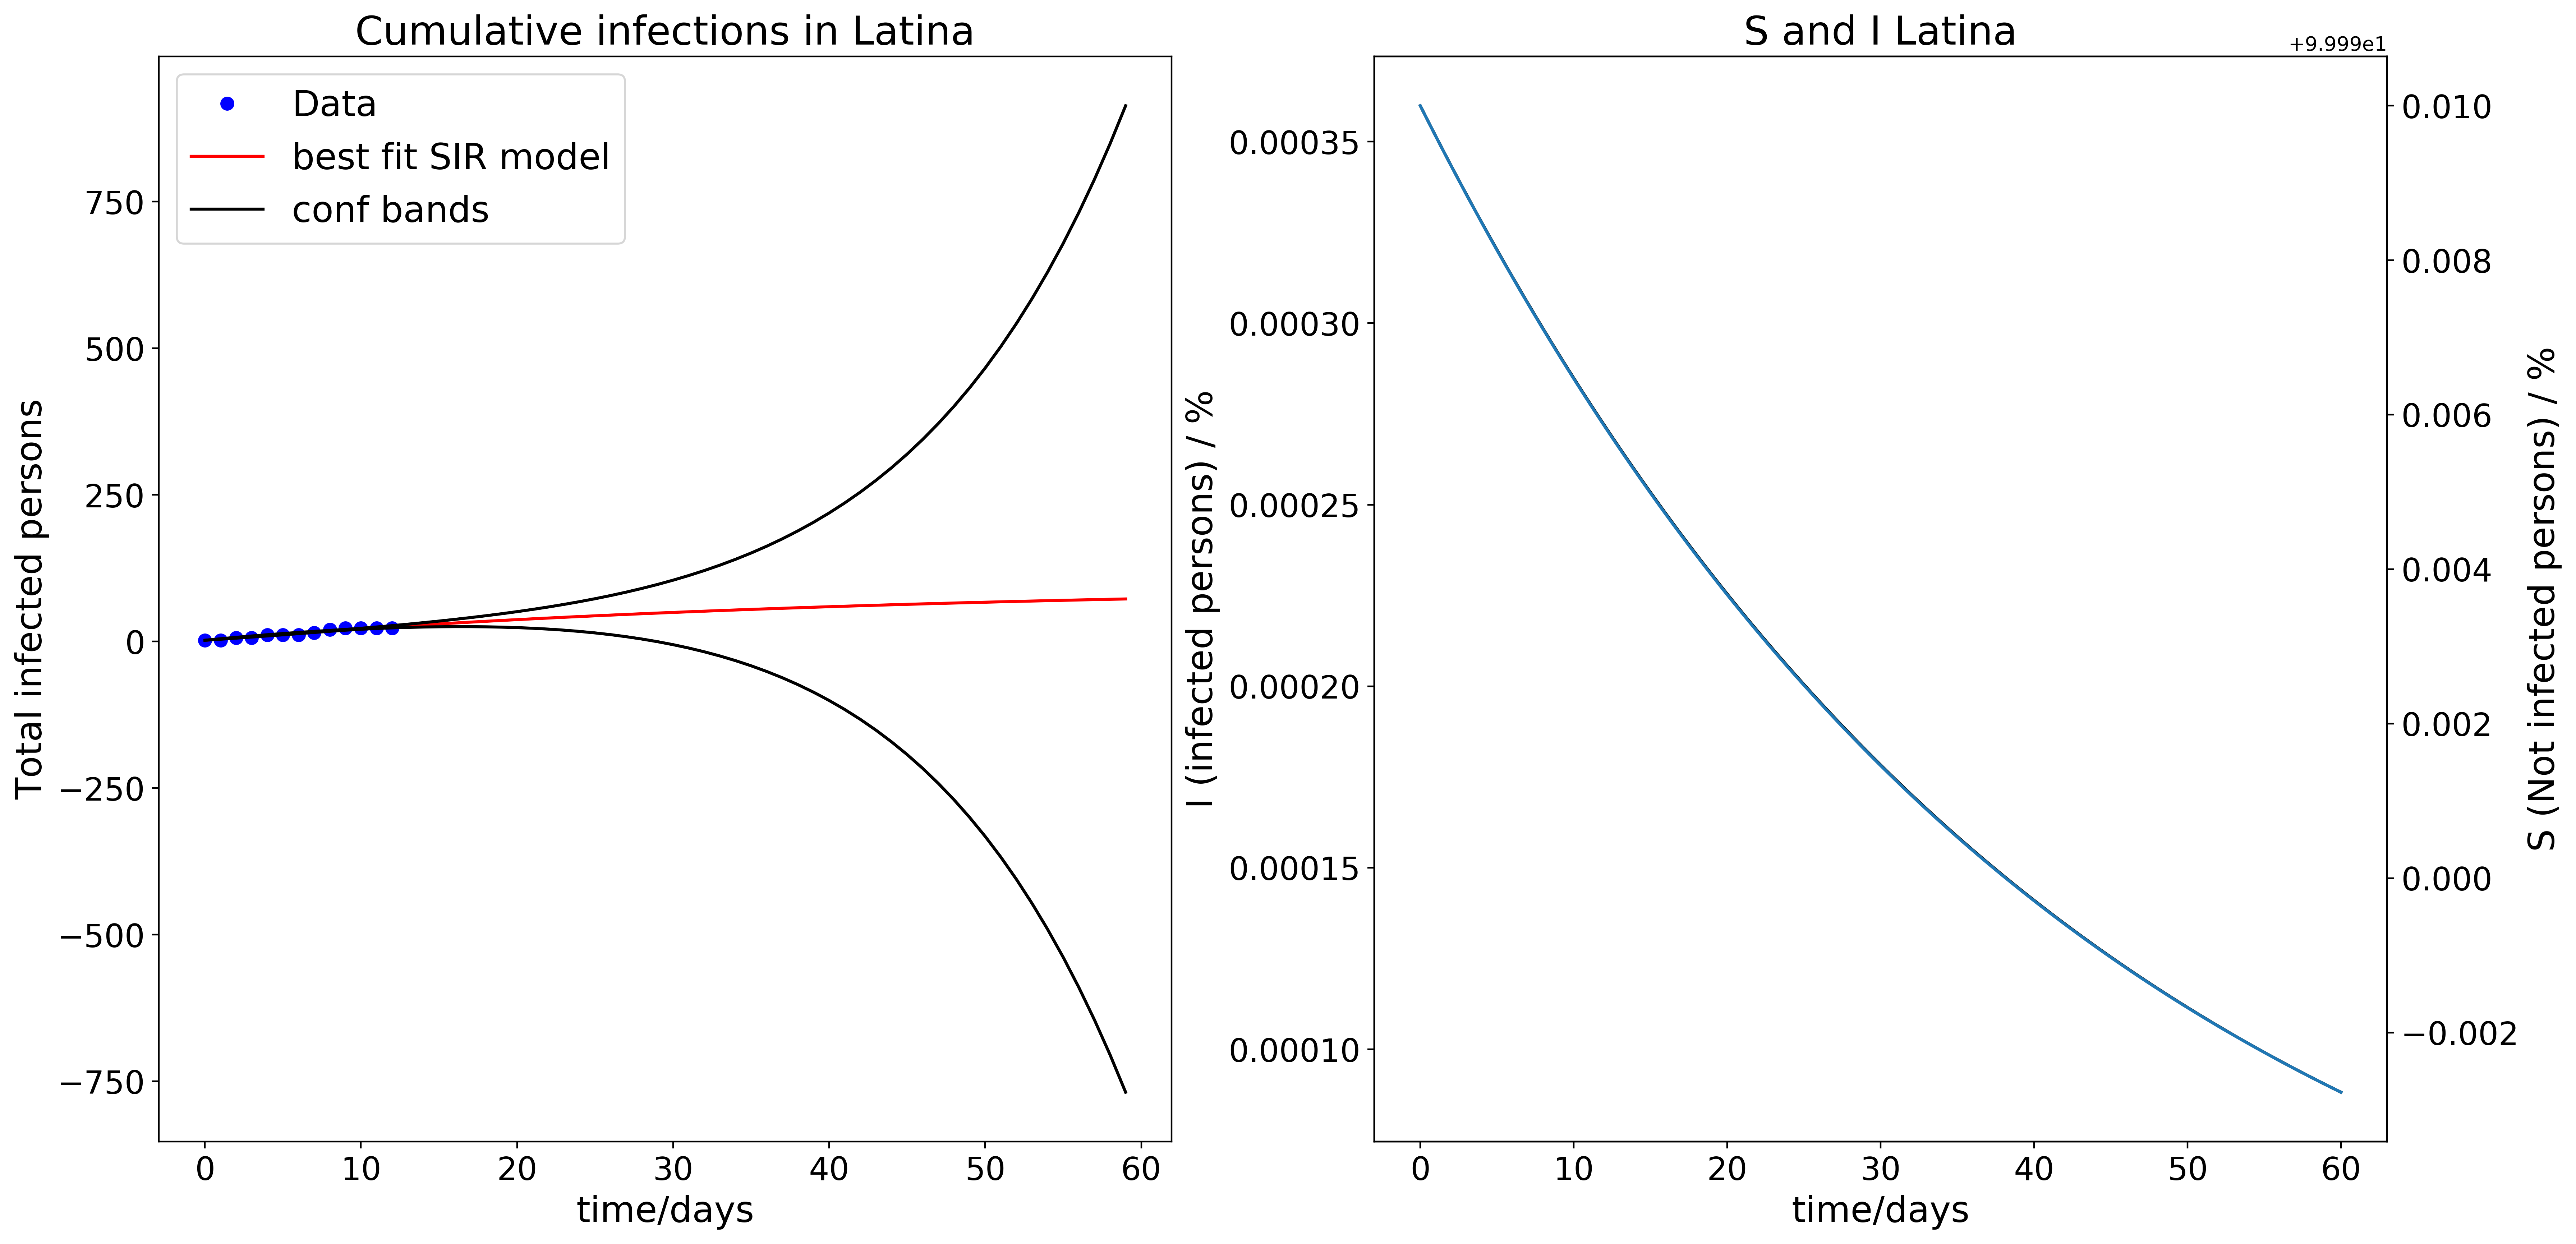 Cumulative infections in Latina
Data
best fit SIR model
conf bands
Total infected persons
750
500
250
0
−250
−500
−750
0 10 20 30 40 50 60
time/days
S and I Latina
+9.999e1
I (infected persons) / %
0.00035
0.00030
0.00025
0.00020
0.00015
0.00010
0.010
0.008
0.006
0.004
0.002
0.000
−0.002
S (Not infected persons) / %
0 10 20 30 40 50 60
time/days